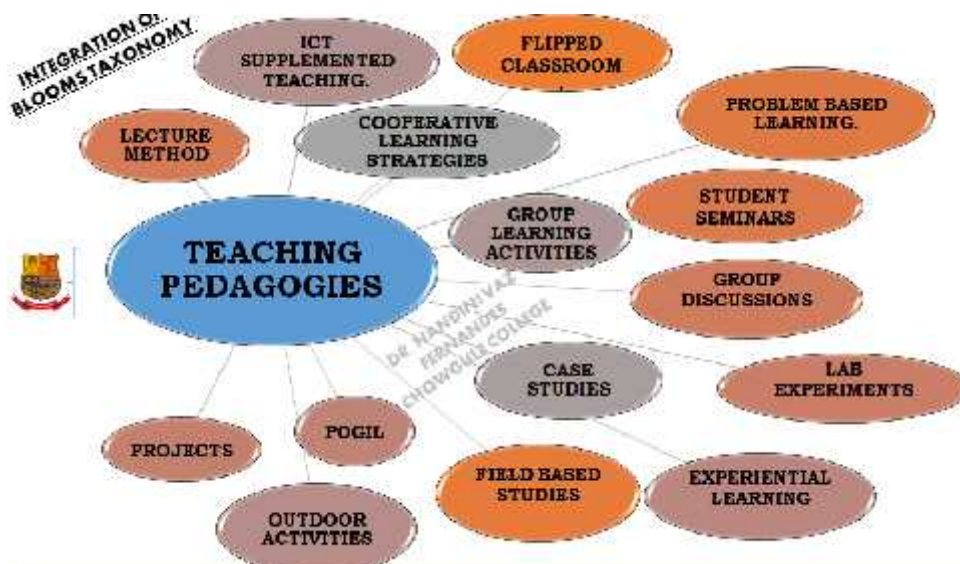 INTEGRATION OF
BLOOMS TAXONOMY
ICT
SUPPLEMENTED
TEACHING.
FLIPPED
CLASSROOM
LECTURE
METHOD
COOPERATIVE
LEARNING
STRATEGIES
PROBLEM BASED
LEARNING.
STUDENT
SEMINARS
GROUP
LEARNING
ACTIVITIES
TEACHING
PEDAGOGIES
GROUP
DISCUSSIONS
DR NANDINI VAZ
FERNANDES
CHOWGULE COLLEGE
CASE
STUDIES
LAB
EXPERIMENTS
PROJECTS
POGIL
FIELD BASED
STUDIES
EXPERIENTIAL
LEARNING
OUTDOOR
ACTIVITIES